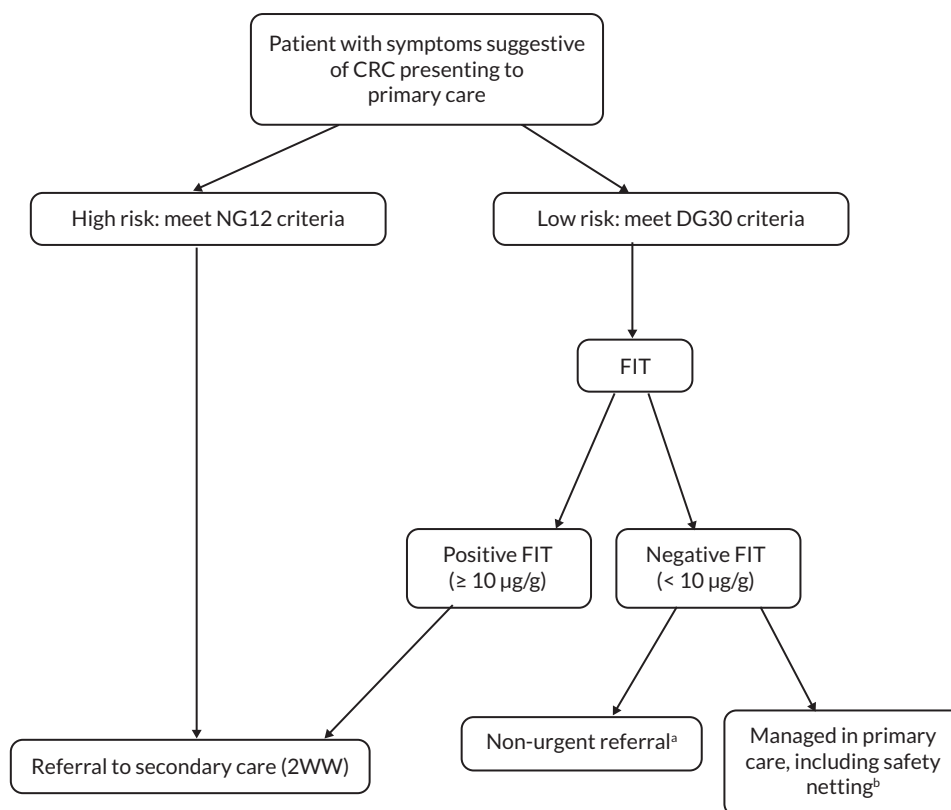 Patient with symptoms suggestive
of CRC presenting to
primary care
High risk: meet NG12 criteria
Low risk: meet DG30 criteria
FIT
Positive FIT
(≥ 10 µg/g)
Negative FIT
(< 10 µg/g)
Referral to secondary care (2WW)
Non-urgent referralᵃ
Managed in primary
care, including safety
nettingᵇ